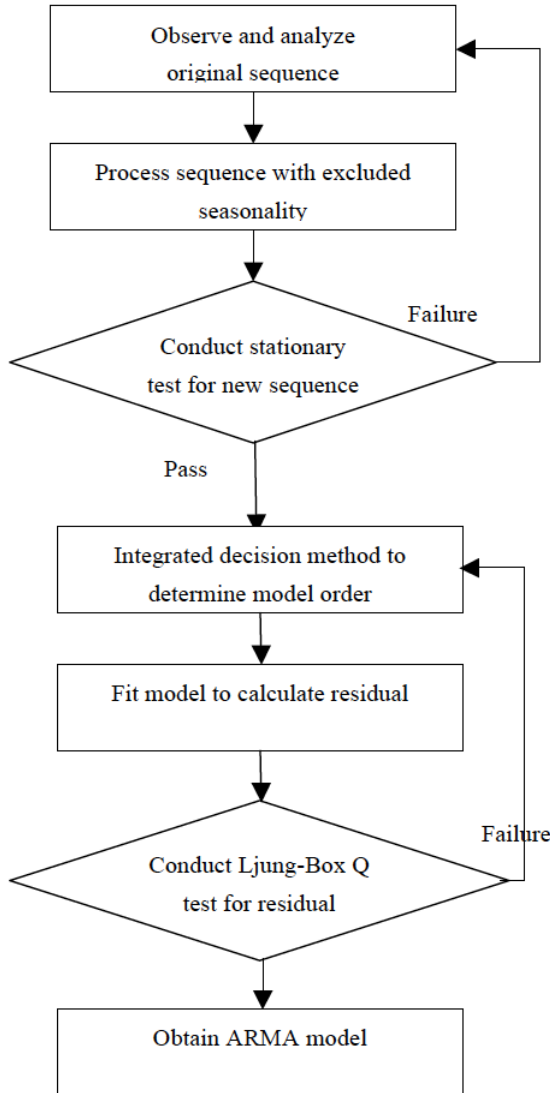 Observe and analyze
original sequence
Process sequence with excluded
seasonality
Failure
Conduct stationary
test for new sequence
Pass
Integrated decision method to
determine model order
Fit model to calculate residual
Failure
Conduct Ljung-Box Q
test for residual
Obtain ARMA model